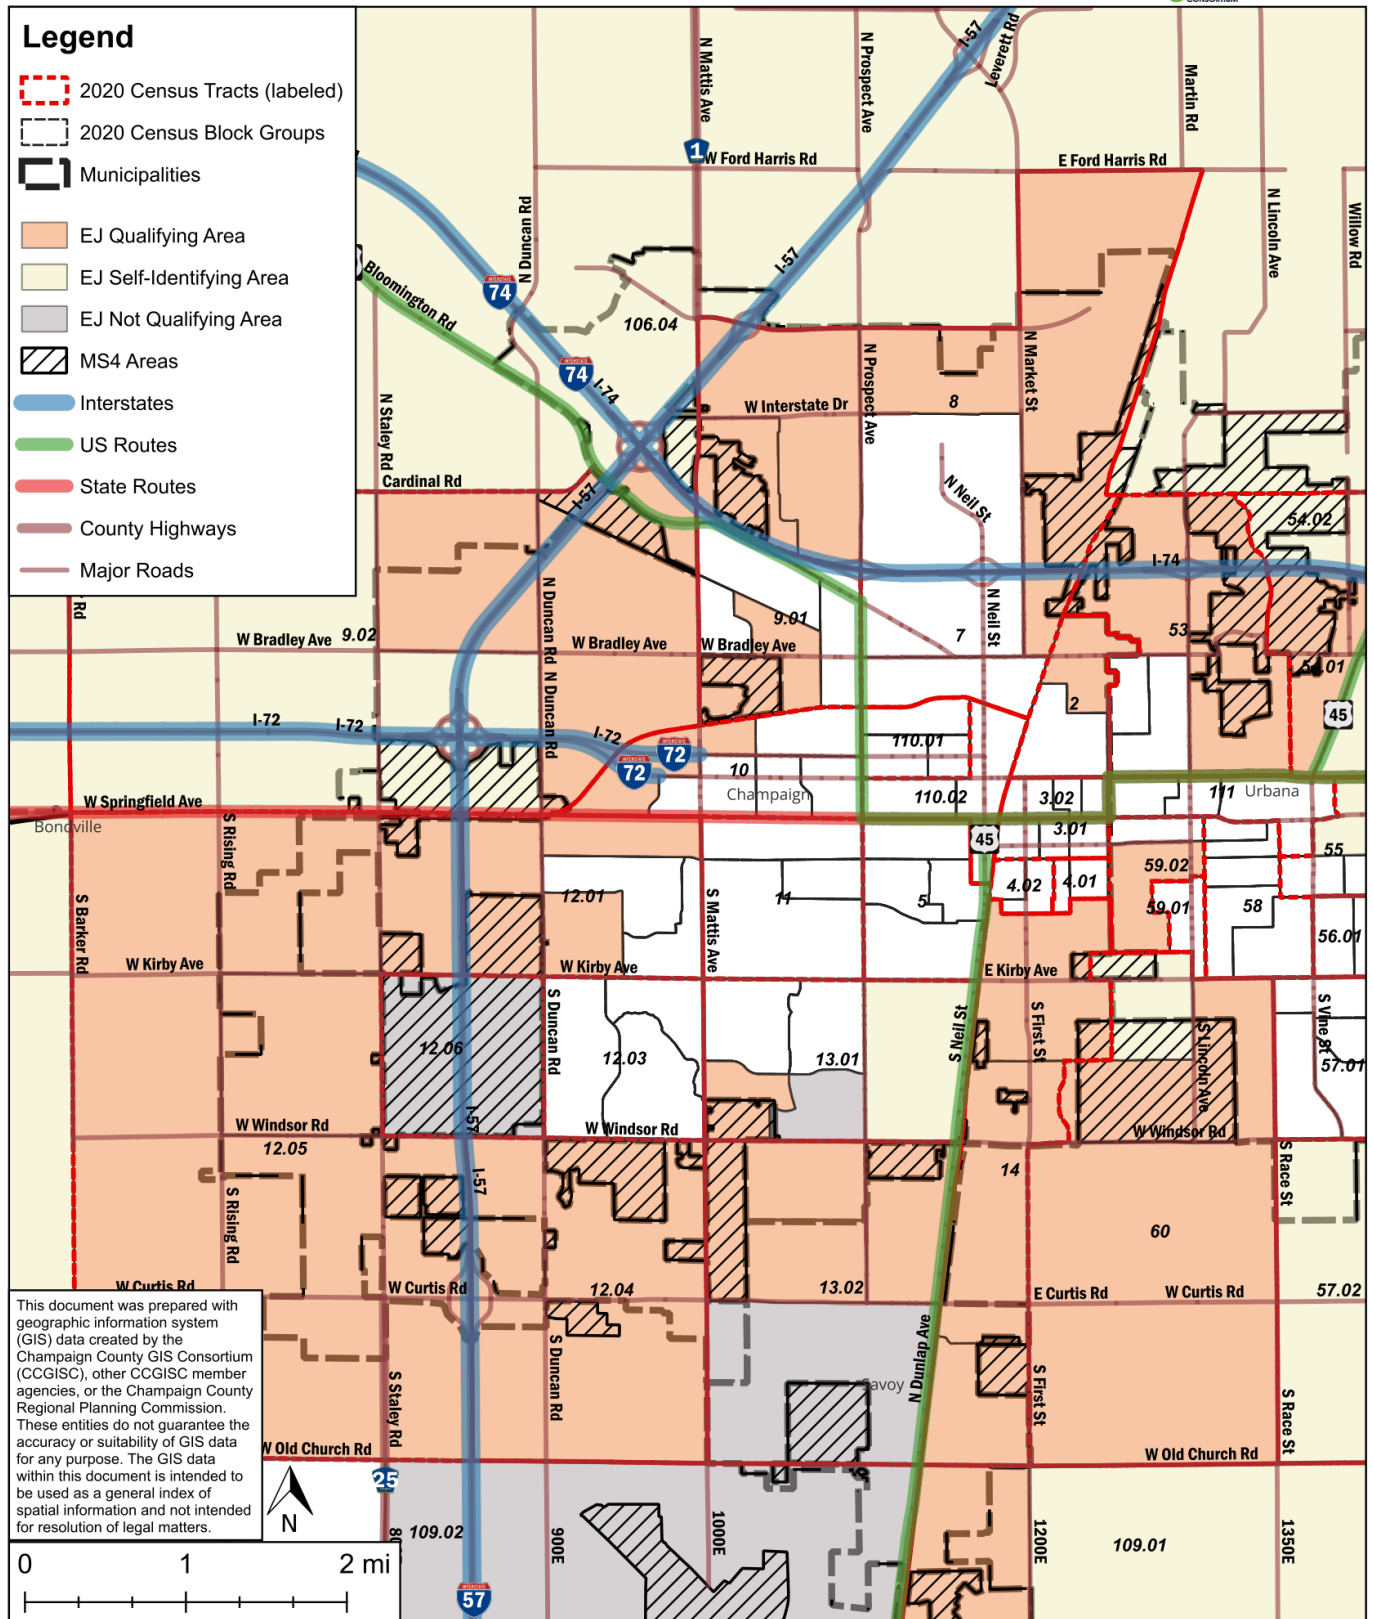 CONSORTIUM
Legend
2020 Census Tracts (labeled)
2020 Census Block Groups
Municipalities
EJ Qualifying Area
EJ Self-Identifying Area
EJ Not Qualifying Area
MS4 Areas
Interstates
US Routes
State Routes
County Highways
Major Roads
N Mattis Ave
N Prospect Ave
I-57
Leverett Rd
Martin Rd
1
W Ford Harris Rd
E Ford Harris Rd
N Duncan Rd
N Lincoln Ave
Willow Rd
I-57
Bloomington Rd
74
106.04
74
I-74
N Prospect Ave
N Market St
W Interstate Dr
8
N Staley Rd
Cardinal Rd
I-57
N Neil St
54.02
I-74
Rd
N Duncan Rd
N Neil St
9.01
7
53
W Bradley Ave
9.02
W Bradley Ave
W Bradley Ave
54.01
N Duncan Rd
2
45
I-72
I-72
I-72
72
72
110.01
10
Champaign
110.02
3.02
111
Urbana
W Springfield Ave
Bondville
S Rising Rd
45
3.01
55
59.02
4.02
4.01
12.01
11
5
59.01
58
S Barker Rd
S Mattis Ave
56.01
W Kirby Ave
W Kirby Ave
E Kirby Ave
S Duncan Rd
S Neil St
S First St
S Lincoln Ave
S Vine St
12.06
12.03
13.01
57.01
I-57
W Windsor Rd
W Windsor Rd
W Windsor Rd
12.05
14
S Race St
S Rising Rd
I-57
60
W Curtis Rd
W Curtis Rd
12.04
13.02
E Curtis Rd
W Curtis Rd
57.02
This document was prepared with
geographic information system
(GIS) data created by the
Champaign County GIS Consortium
(CCGISC), other CCGISC member
agencies, or the Champaign County
Regional Planning Commission.
These entities do not guarantee the
accuracy or suitability of GIS data
for any purpose. The GIS data
within this document is intended to
be used as a general index of
spatial information and not intended
for resolution of legal matters.
S Duncan Rd
N Dunlap Ave
S Staley Rd
Savoy
S First St
S Race St
W Old Church Rd
W Old Church Rd
25
N
109.02
900E
1000E
1200E
109.01
1350E
0 1 2 mi
57